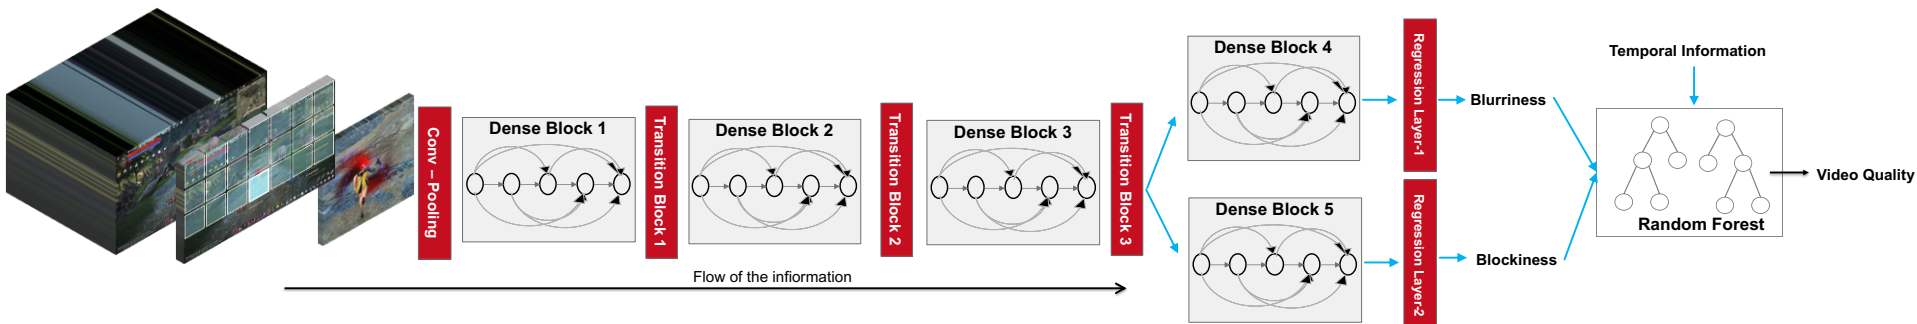 Conv – Pooling
Dense Block 1
Transition Block 1
Dense Block 2
Transition Block 2
Dense Block 3
Transition Block 3
Flow of the iniformation
Dense Block 4
Regression Layer-1
Blurriness
Dense Block 5
Regression Layer-2
Blockiness
Temporal Information
Random Forest
Video Quality